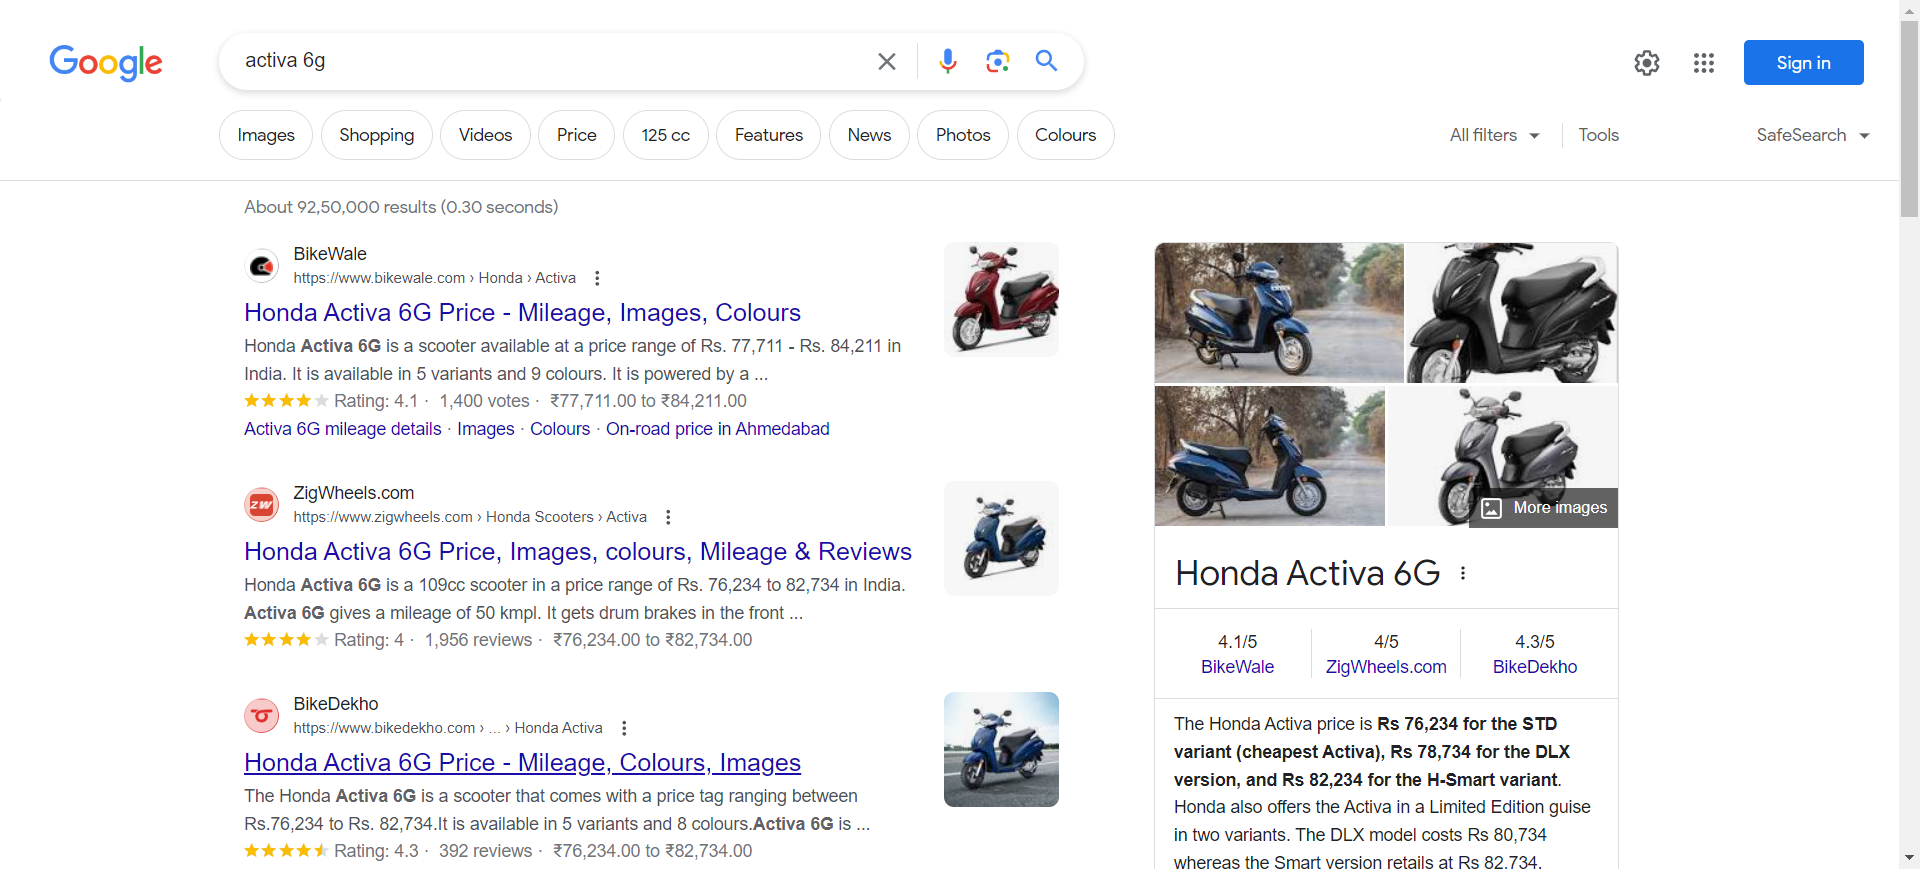 Google
activa 6g
Sign in
Images
Shopping
Videos
Price
125 cc
Features
News
Photos
Colours
All filters
Tools
SafeSearch
About 92,50,000 results (0.30 seconds)
BikeWale
https://www.bikewale.com › Honda › Activa
Honda Activa 6G Price - Mileage, Images, Colours
Honda Activa 6G is a scooter available at a price range of Rs. 77,711 - Rs. 84,211 in
India. It is available in 5 variants and 9 colours. It is powered by a ...
Rating: 4.1 · 1,400 votes · ₹77,711.00 to ₹84,211.00
Activa 6G mileage details · Images · Colours · On-road price in Ahmedabad
ZW
ZigWheels.com
https://www.zigwheels.com › Honda Scooters › Activa
Honda Activa 6G Price, Images, colours, Mileage & Reviews
Honda Activa 6G is a 109cc scooter in a price range of Rs. 76,234 to 82,734 in India.
Activa 6G gives a mileage of 50 kmpl. It gets drum brakes in the front ...
Rating: 4 · 1,956 reviews · ₹76,234.00 to ₹82,734.00
BikeDekho
https://www.bikedekho.com › ... › Honda Activa
Honda Activa 6G Price - Mileage, Colours, Images
The Honda Activa 6G is a scooter that comes with a price tag ranging between
Rs.76,234 to Rs. 82,734.It is available in 5 variants and 8 colours.Activa 6G is ...
Rating: 4.3 · 392 reviews · ₹76,234.00 to ₹82,734.00
More images
Honda Activa 6G
4.1/5
BikeWale
4/5
ZigWheels.com
4.3/5
BikeDekho
The Honda Activa price is Rs 76,234 for the STD
variant (cheapest Activa), Rs 78,734 for the DLX
version, and Rs 82,234 for the H-Smart variant.
Honda also offers the Activa in a Limited Edition guise
in two variants. The DLX model costs Rs 80,734
whereas the Smart version retails at Rs 82,734.